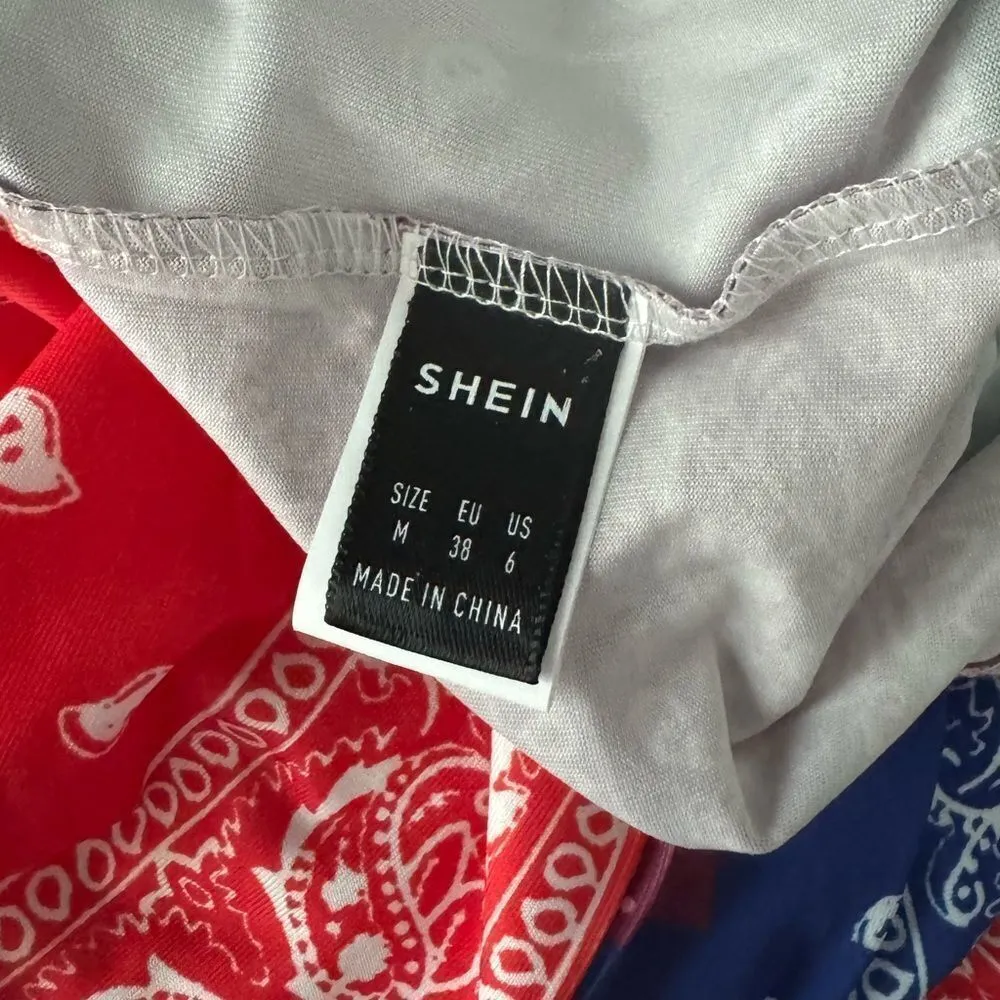 SHEIN
SIZE EU US
M 38 6
MADE IN CHINA